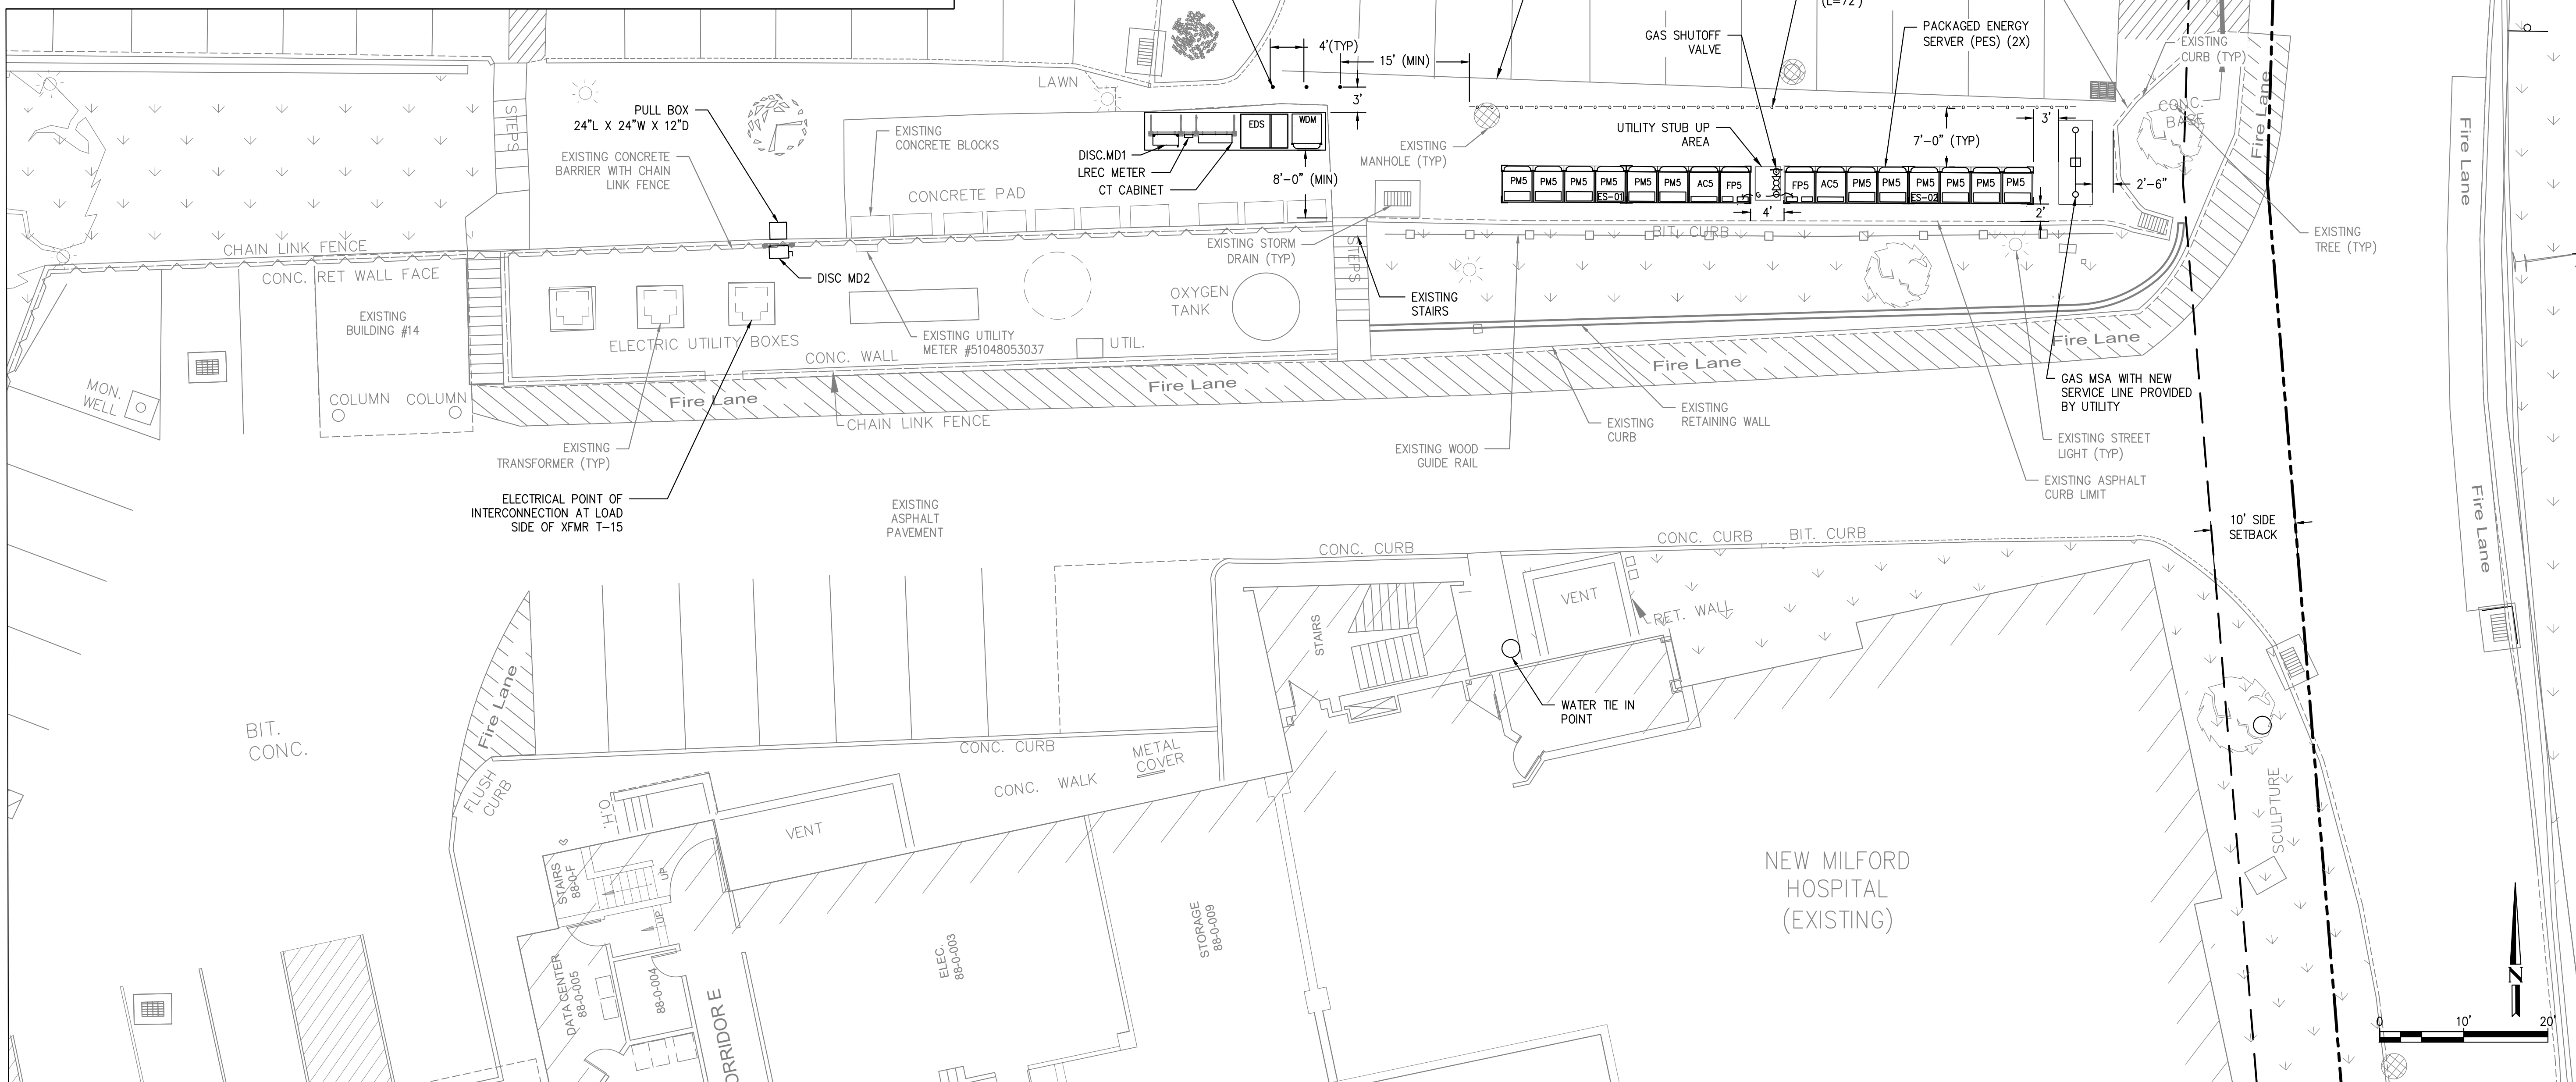 (L=72')
4'(TYP)
15' (MIN)
GAS SHUTOFF
VALVE
PACKAGED ENERGY
SERVER (PES) (2X)
EXISTING
CURB (TYP)
LAWN
STEPS
PULL BOX
24"L X 24"W X 12"D
EXISTING CONCRETE
BARRIER WITH CHAIN
LINK FENCE
EXISTING
CONCRETE BLOCKS
CONCRETE PAD
DISC.MD1
LREC METER
CT CABINET
EDS
WDM
3'
8'-0" (MIN)
EXISTING
MANHOLE (TYP)
UTILITY STUB UP
AREA
7'-0" (TYP)
3'
CONC.
BASE
Fire Lane
Fire Lane
PM5 PM5 PM5 PM5 PM5 PM5 AC5 FP5
FP5 AC5 PM5 PM5 PM5 PM5 PM5 PM5
ES-01
ES-02
G
4'
2'
2'-6"
EXISTING STORM
DRAIN (TYP)
STEPS
BIT. CURB
EXISTING
TREE (TYP)
CHAIN LINK FENCE
CONC. RET WALL FACE
DISC MD2
EXISTING
BUILDING #14
ELECTRIC UTILITY BOXES
OXYGEN
TANK
EXISTING
STAIRS
EXISTING UTILITY
METER #51048053037
UTIL.
CONC. WALL
Fire Lane
Fire Lane
Fire Lane
Fire Lane
MON.
WELL
COLUMN
COLUMN
CHAIN LINK FENCE
GAS MSA WITH NEW
SERVICE LINE PROVIDED
BY UTILITY
EXISTING
RETAINING WALL
EXISTING
CURB
EXISTING WOOD
GUIDE RAIL
EXISTING STREET
LIGHT (TYP)
EXISTING
TRANSFORMER (TYP)
EXISTING ASPHALT
CURB LIMIT
ELECTRICAL POINT OF
INTERCONNECTION AT LOAD
SIDE OF XFMR T-15
EXISTING
ASPHALT
PAVEMENT
Fire Lane
10' SIDE
SETBACK
CONC. CURB
CONC. CURB
BIT. CURB
VENT
RET. WALL
STAIRS
WATER TIE IN
POINT
Fire Lane
BIT.
CONC.
CONC. CURB
METAL
COVER
CONC. WALK
FLUSH
CURB
O.H.
VENT
STAIRS
88-0-F
UP
UP
DATA CENTER
88-0-005
88-0-004
ELEC.
88-0-003
STORAGE
88-0-009
ORRIDOR E
NEW MILFORD
HOSPITAL
(EXISTING)
SCULPTURE
N
0 10' 20'